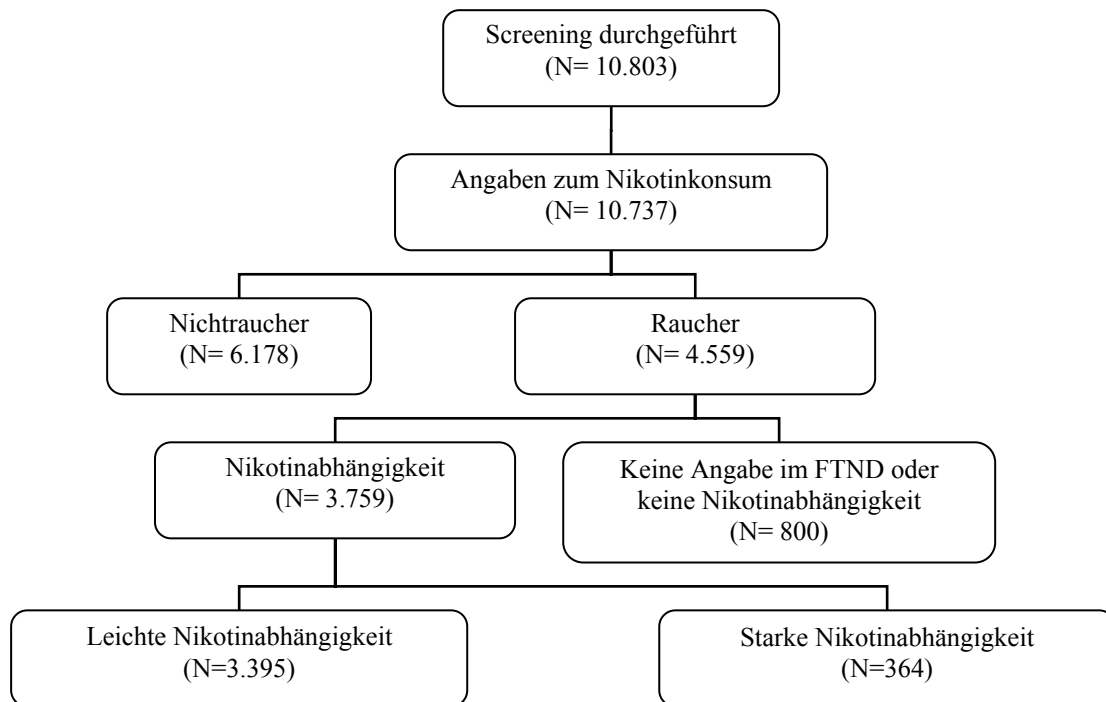 Screening durchgeführt
(N= 10.803)
Angaben zum Nikotinkonsum
(N= 10.737)
Nichtraucher
(N= 6.178)
Raucher
(N= 4.559)
Nikotinabhängigkeit
(N= 3.759)
Keine Angabe im FTND oder
keine Nikotinabhängigkeit
(N= 800)
Leichte Nikotinabhängigkeit
(N=3.395)
Starke Nikotinabhängigkeit
(N=364)